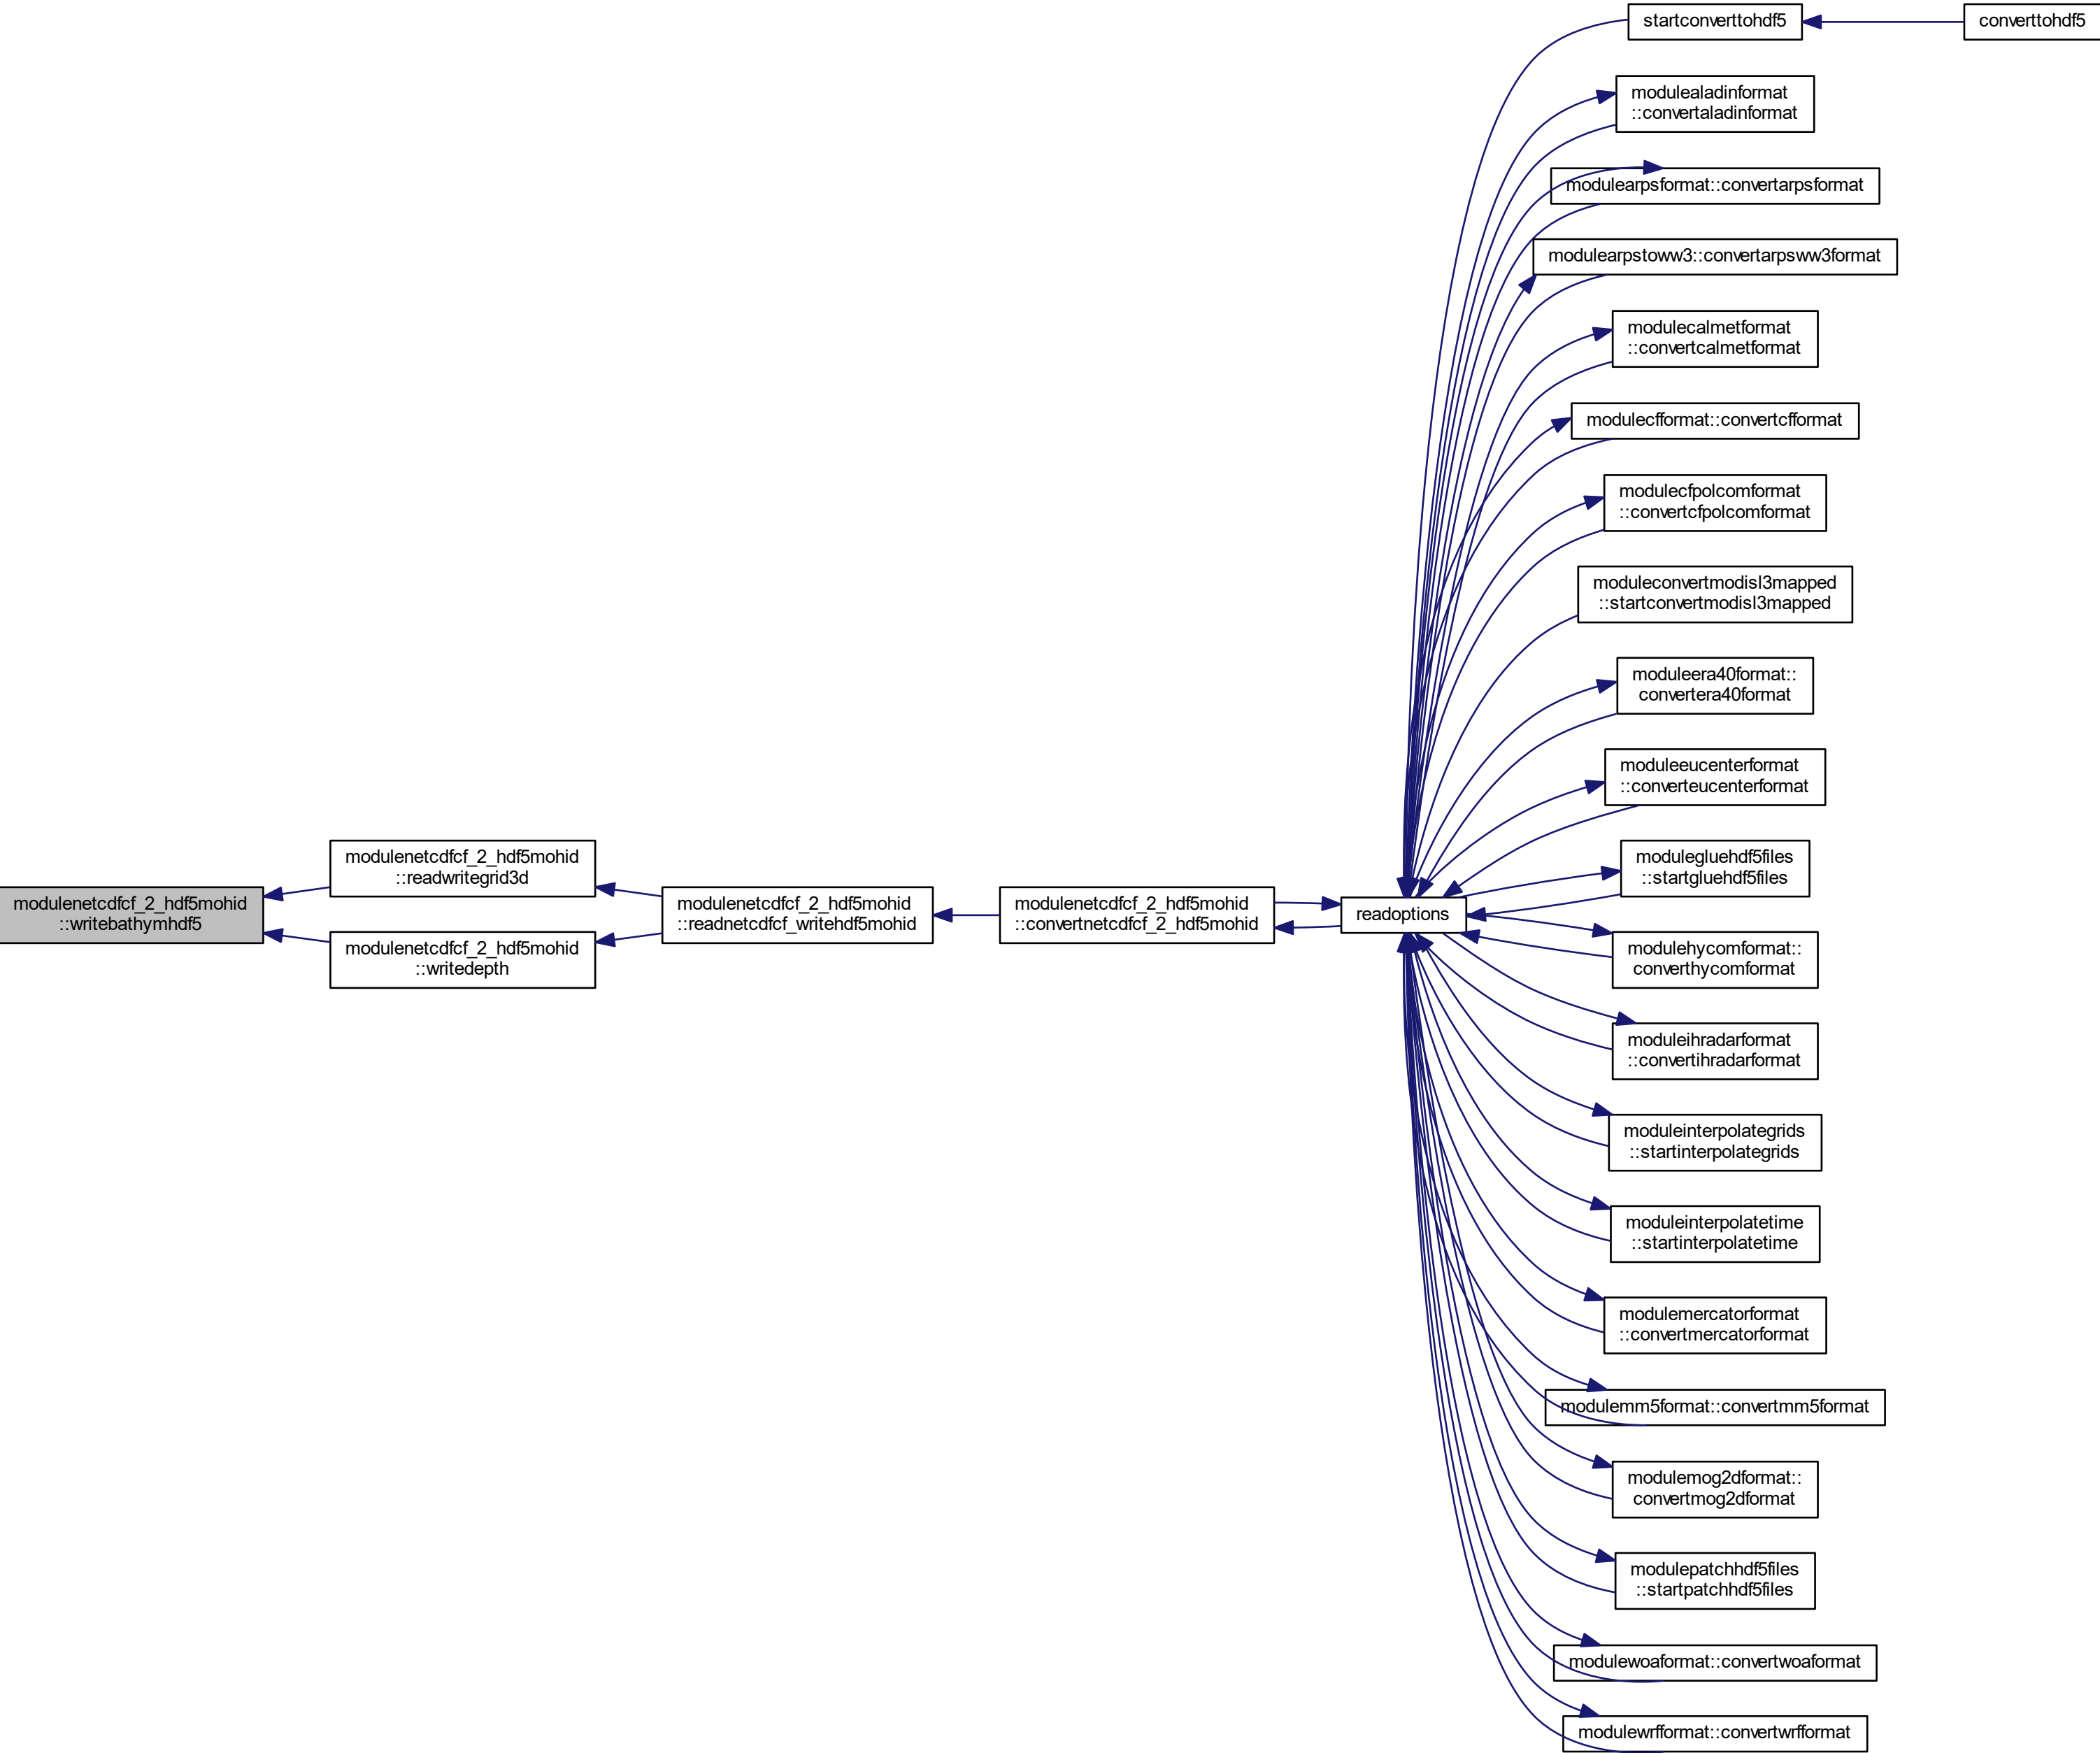 modulenetcdfcf_2_hdf5mohid
::writebathymhdf5
modulenetcdfcf_2_hdf5mohid
::readwritegrid3d
modulenetcdfcf_2_hdf5mohid
::writedepth
modulenetcdfcf_2_hdf5mohid
::readnetcdfcf_writehdf5mohid
modulenetcdfcf_2_hdf5mohid
::convertnetcdfcf_2_hdf5mohid
readoptions
startconverttohdf5
converttohdf5
modulealadinformat
::convertaladinformat
modulearpsformat::convertarpsformat
modulearpstoww3::convertarpsww3format
modulecalmetformat
::convertcalmetformat
modulecfformat::convertcfformat
modulecfpolcomformat
::convertcfpolcomformat
moduleconvertmodisl3mapped
::startconvertmodisl3mapped
moduleera40format::
convertera40format
moduleeucenterformat
::converteucenterformat
modulegluehdf5files
::startgluehdf5files
modulehycomformat::
converthycomformat
moduleihradarformat
::convertihradarformat
moduleinterpolategrids
::startinterpolategrids
moduleinterpolatetime
::startinterpolatetime
modulemercatorformat
::convertmercatorformat
modulemm5format::convertmm5format
modulemog2dformat::
convertmog2dformat
modulepatchhdf5files
::startpatchhdf5files
modulewoaformat::convertwoaformat
modulewrfformat::convertwrfformat